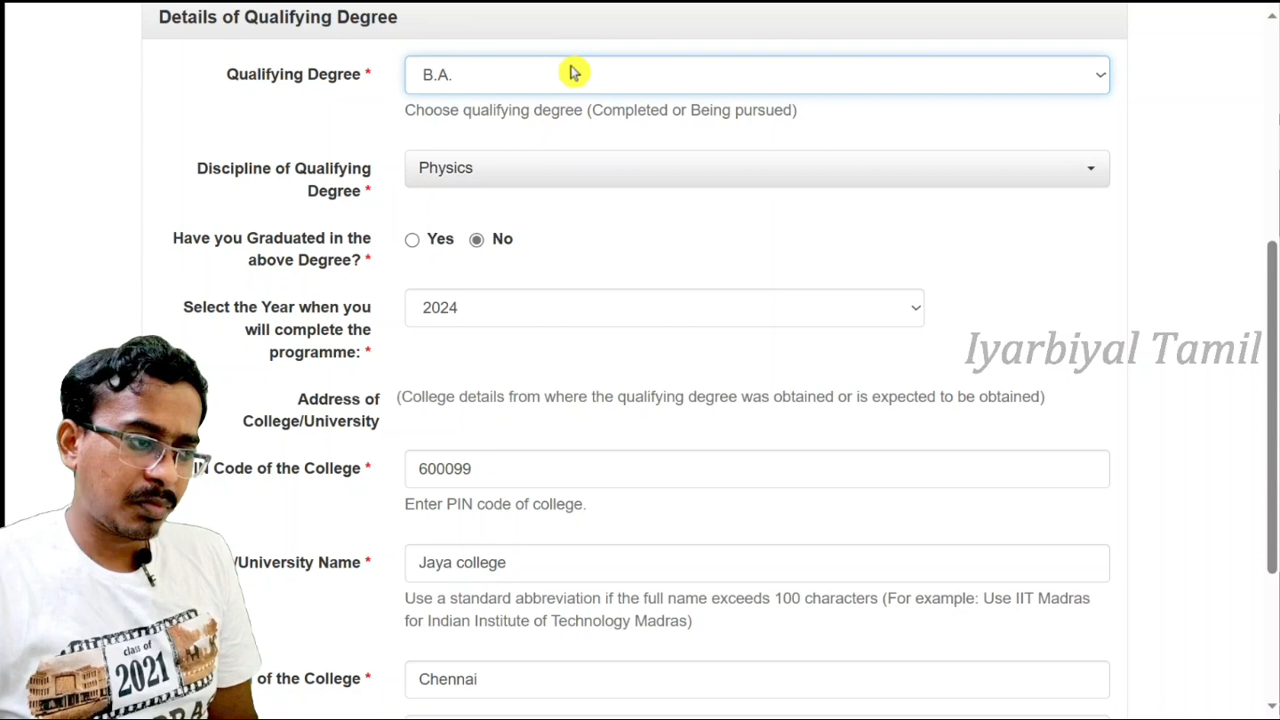 Details of Qualifying Degree
Qualifying Degree *
B.A.
Choose qualifying degree (Completed or Being pursued)
Discipline of Qualifying
Degree *
Physics
Have you Graduated in the
above Degree? *
Yes
No
Select the Year when you
will complete the
programme: *
2024
Iyarbiyal Tamil
Address of
College/University
(College details from where the qualifying degree was obtained or is expected to be obtained)
Code of the College *
600099
Enter PIN code of college.
/University Name *
Jaya college
Use a standard abbreviation if the full name exceeds 100 characters (For example: Use IIT Madras
for Indian Institute of Technology Madras)
of the College *
Chennai
class of
2021